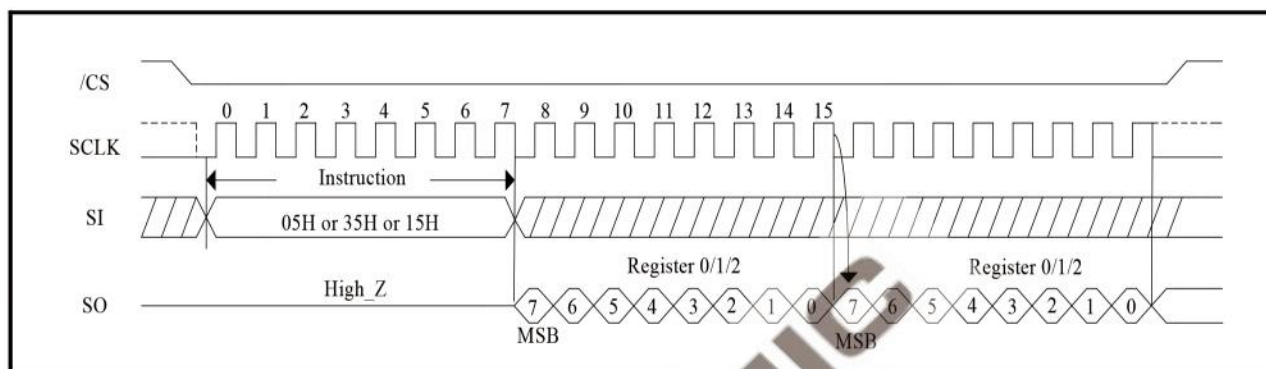 /CS
0 1 2 3 4 5 6 7 8 9 10 11 12 13 14 15
SCLK
Instruction
SI
05H or 35H or 15H
Register 0/1/2 Register 0/1/2
High_Z
SO
7 6 5 4 3 2 1 0 7 6 5 4 3 2 1 0
MSB MSB